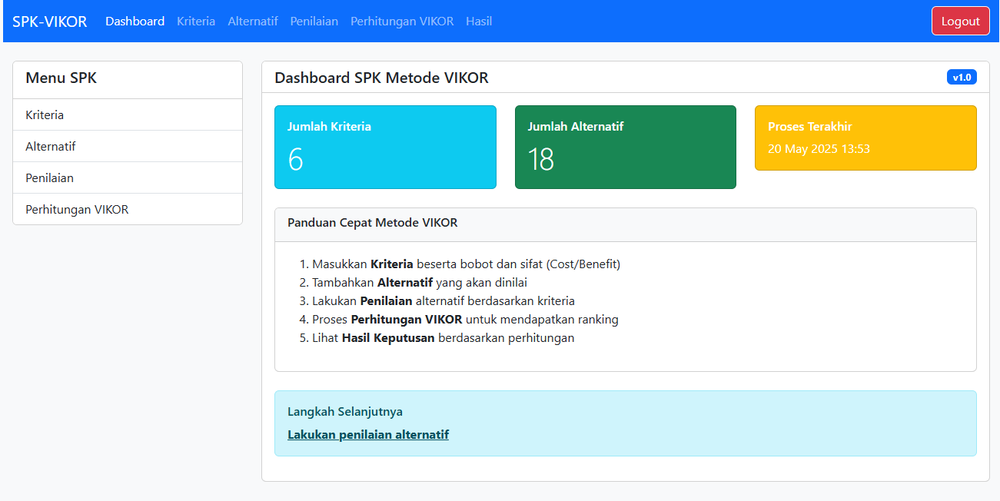 SPK-VIKOR Dashboard Kriteria Alternatif Penilaian Perhitungan VIKOR Hasil Logout
Menu SPK
Kriteria
Alternatif
Penilaian
Perhitungan VIKOR
Dashboard SPK Metode VIKOR v1.0
Jumlah Kriteria
6
Jumlah Alternatif
18
Proses Terakhir
20 May 2025 13:53
Panduan Cepat Metode VIKOR
1. Masukkan Kriteria beserta bobot dan sifat (Cost/Benefit)
2. Tambahkan Alternatif yang akan dinilai
3. Lakukan Penilaian alternatif berdasarkan kriteria
4. Proses Perhitungan VIKOR untuk mendapatkan ranking
5. Lihat Hasil Keputusan berdasarkan perhitungan
Langkah Selanjutnya
Lakukan penilaian alternatif